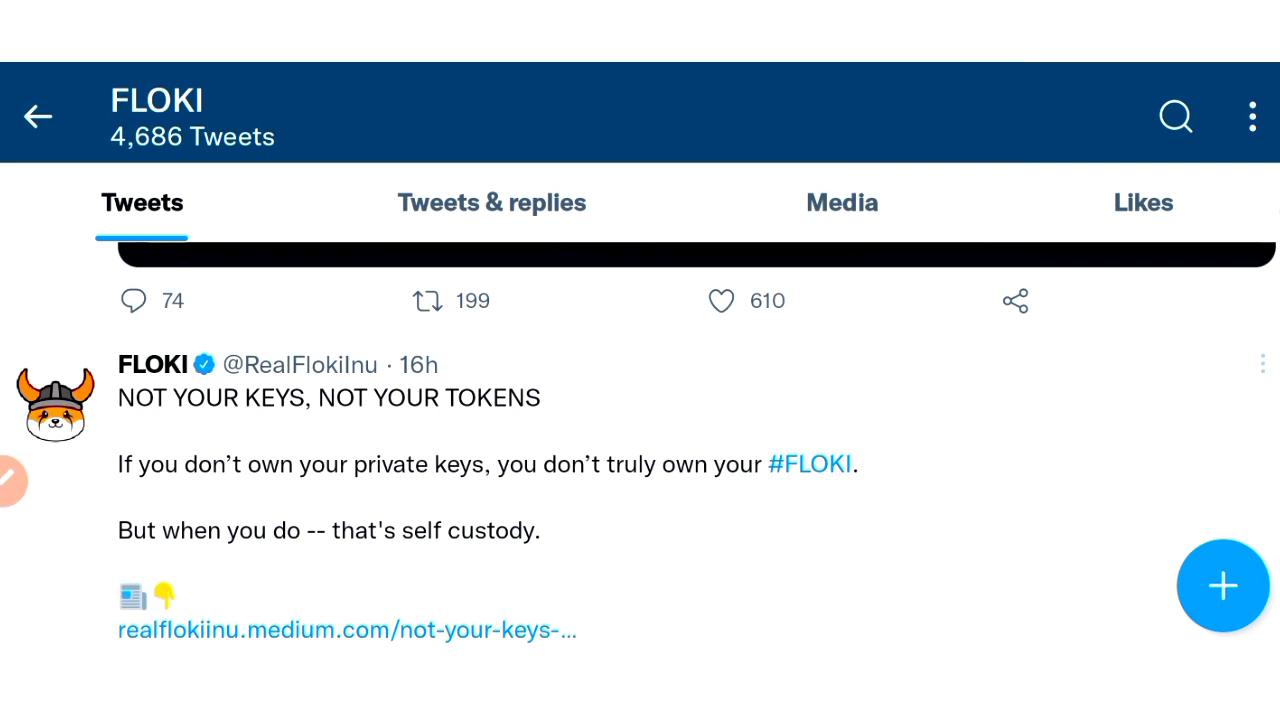 FLOKI
4,686 Tweets
Tweets Tweets & replies Media Likes
74 199 610
FLOKI @RealFlokiInu · 16h
NOT YOUR KEYS, NOT YOUR TOKENS
If you don’t own your private keys, you don’t truly own your #FLOKI.
But when you do -- that's self custody.
realflokiinu.medium.com/not-your-keys-...